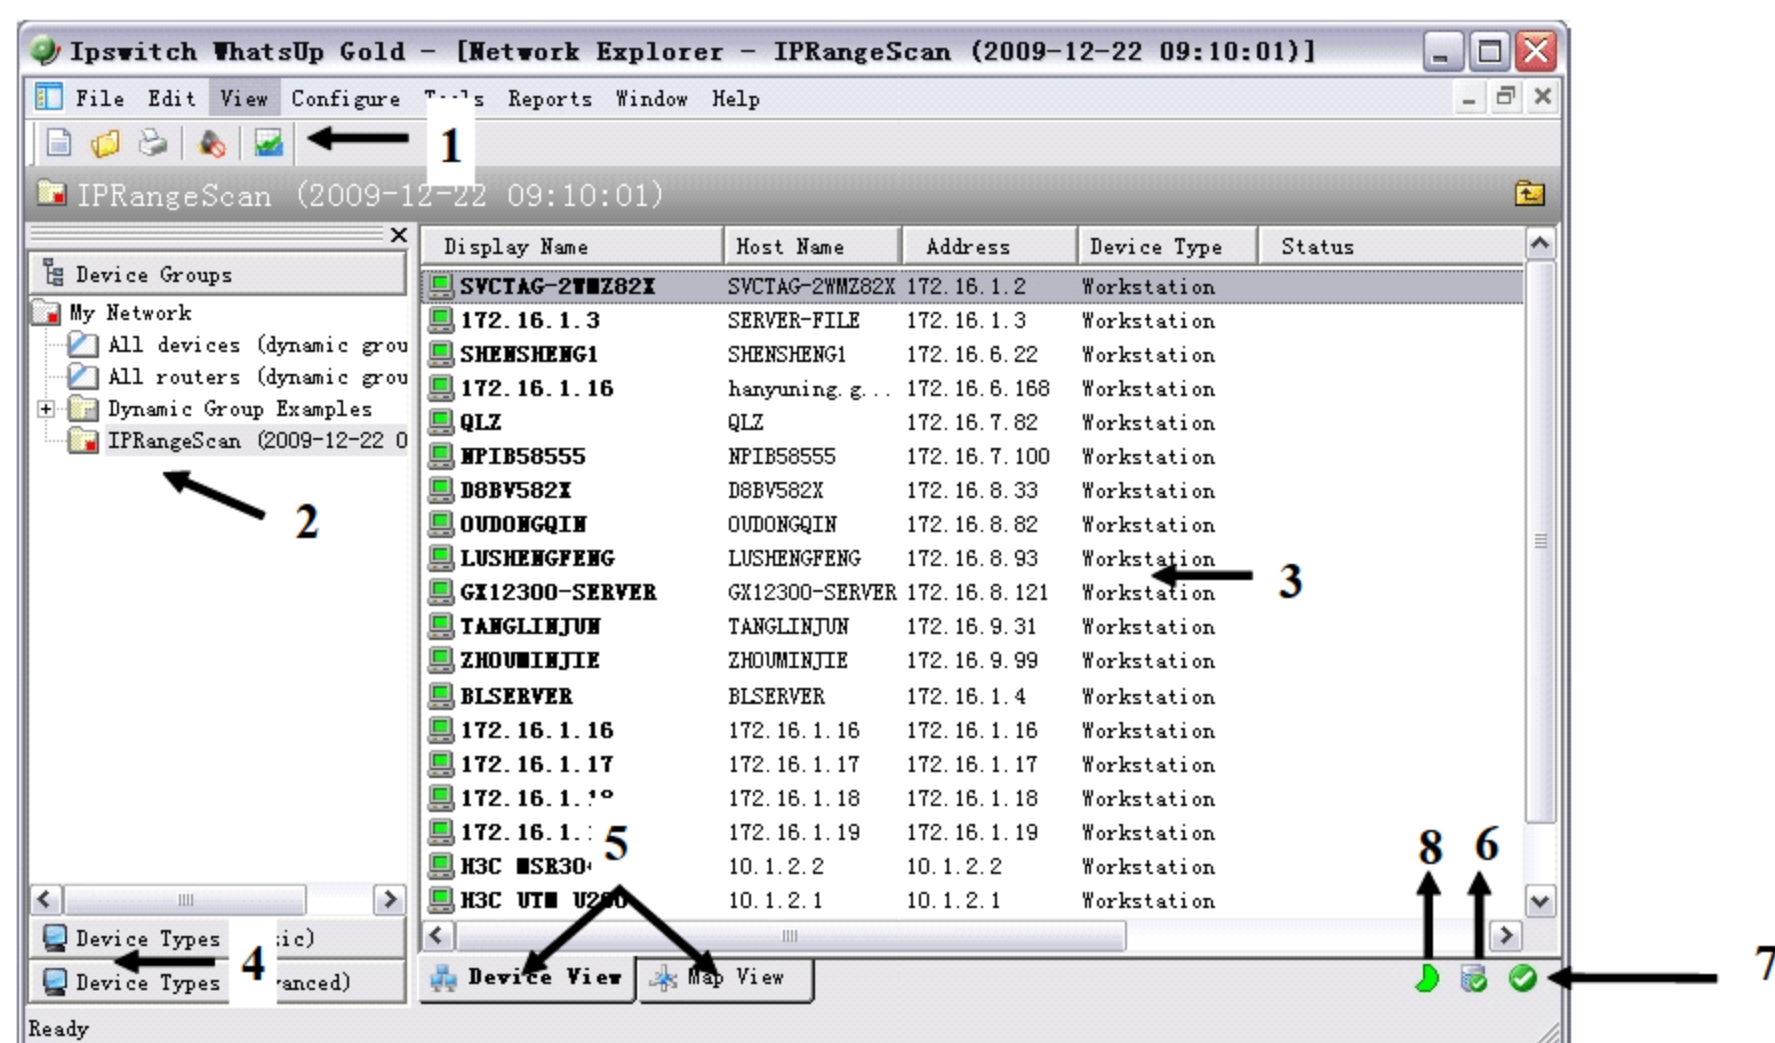 Ipswitch WhatsUp Gold - [Network Explorer - IPRangeScan (2009-12-22 09:10:01)]
File Edit View Configure Reports Window Help
1
IPRangeScan (2009-12-22 09:10:01)
Device Groups
My Network
All devices (dynamic grou
All routers (dynamic grou
Dynamic Group Examples
IPRangeScan (2009-12-22 0
2
Display Name Host Name Address Device Type Status
SVCTAG-2WMZ82X SVCTAG-2WMZ82X 172.16.1.2 Workstation
172.16.1.3 SERVER-FILE 172.16.1.3 Workstation
SHENSHENG1 SHENSHENG1 172.16.6.22 Workstation
172.16.1.16 hanyuning.g... 172.16.6.168 Workstation
QLZ QLZ 172.16.7.82 Workstation
NPIB58555 NPIB58555 172.16.7.100 Workstation
D8BV582X D8BV582X 172.16.8.33 Workstation
OUDONGQIN OUDONGQIN 172.16.8.82 Workstation
LUSHENGFENG LUSHENGFENG 172.16.8.93 Workstation
3
GX12300-SERVER GX12300-SERVER 172.16.8.121 Workstation
TANGLINJUN TANGLINJUN 172.16.9.31 Workstation
ZHOUMINJIE ZHOUMINJIE 172.16.9.99 Workstation
BLSERVER BLSERVER 172.16.1.4 Workstation
172.16.1.16 172.16.1.16 172.16.1.16 Workstation
172.16.1.17 172.16.1.17 172.16.1.17 Workstation
172.16.1.18 172.16.1.18 Workstation
172.16.1. 172.16.1.19 172.16.1.19 Workstation
5 8 6
H3C MSR30 10.1.2.2 10.1.2.2 Workstation
H3C UTM U200 10.1.2.1 10.1.2.1 Workstation
Device Types ic)
4
Device Types vanced)
Device View Map View
7
Ready